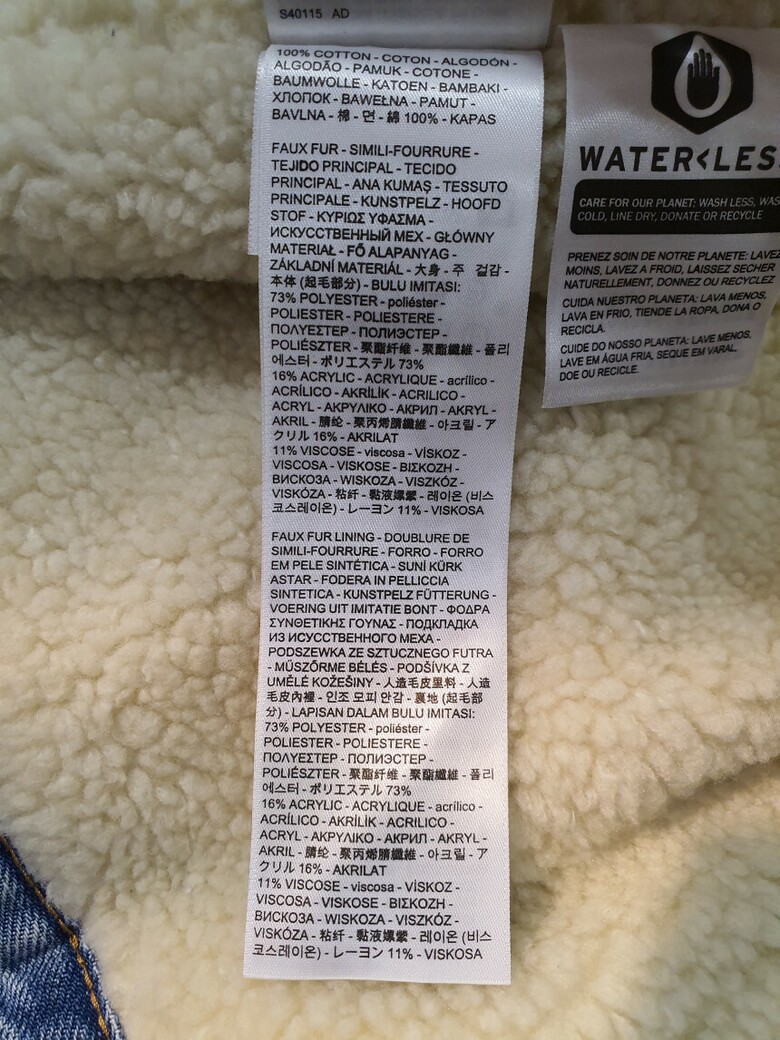 S40115 AD
100% COTTON - COTON - ALGODÓN -
ALGODÃO - PAMUK - COTONE -
BAUMWOLLE - KATOEN - BAMBAKI -
ХЛОПОК - BAWEŁNA - PAMUT -
BAVLNA - 棉 - 면 - 綿 100% - KAPAS
FAUX FUR - SIMILI-FOURRURE -
TEJIDO PRINCIPAL - TECIDO
PRINCIPAL - ANA KUMAŞ - TESSUTO
PRINCIPALE - KUNSTPELZ - HOOFD
STOF - ΚΥΡΙΩΣ ΥΦΑΣΜΑ -
ИСКУССТВЕННЫЙ МЕХ - GŁÓWNY
MATERIAŁ - FŐ ALAPANYAG -
ZÁKLADNÍ MATERIÁL - 大身 - 주 겉감 -
本体 (起毛部分) - BULU IMITASI:
73% POLYESTER - poliéster -
POLIESTER - POLIESTERE -
ΠΟΛΥΕΣΤΕΡ - ПОЛИЭСТЕР -
POLIÉSZTER - 聚酯纤维 - 聚酯纖維 - 폴리
에스터 - ポリエステル 73%
16% ACRYLIC - ACRYLIQUE - acrílico -
ACRÍLICO - AKRİLİK - ACRILICO -
ACRYL - ΑΚΡΥΛΙΚΟ - АКРИЛ - AKRYL -
AKRIL - 腈纶 - 聚丙烯腈纖維 - 아크릴 - ア
クリル 16% - AKRILAT
11% VISCOSE - viscosa - VİSKOZ -
VISCOSA - VISKOSE - ΒΙΣΚΟΖΗ -
ВИСКОЗА - WISKOZA - VISZKÓZ -
VISKÓZA - 粘纤 - 黏液嫘縈 - 레이온 (비스
코스레이온) - レーヨン 11% - VISKOSA
FAUX FUR LINING - DOUBLURE DE
SIMILI-FOURRURE - FORRO - FORRO
EM PELE SINTÉTICA - SUNİ KÜRK
ASTAR - FODERA IN PELLICCIA
SINTETICA - KUNSTPELZ FÜTTERUNG -
VOERING UIT IMITATIE BONT - ΦΟΔΡΑ
ΣΥΝΘΕΤΙΚΗΣ ΓΟΥΝΑΣ - ПОДКЛАДКА
ИЗ ИСУССТВЕННОГО МЕХА -
PODSZEWKA ZE SZTUCZNEGO FUTRA
- MŰSZŐRME BÉLÉS - PODŠÍVKA Z
UMĚLÉ KOŽEŠINY - 人造毛皮里料 - 人造
毛皮內裡 - 인조 모피 안감 - 裏地 (起毛部
分) - LAPISAN DALAM BULU IMITASI:
73% POLYESTER - poliéster -
POLIESTER - POLIESTERE -
ΠΟΛΥΕΣΤΕΡ - ПОЛИЭСТЕР -
POLIÉSZTER - 聚酯纤维 - 聚酯纖維 - 폴리
에스터 - ポリエステル 73%
16% ACRYLIC - ACRYLIQUE - acrílico -
ACRÍLICO - AKRİLİK - ACRILICO -
ACRYL - ΑΚΡΥΛΙΚΟ - АКРИЛ - AKRYL -
AKRIL - 腈纶 - 聚丙烯腈纖維 - 아크릴 - ア
クリル 16% - AKRILAT
11% VISCOSE - viscosa - VİSKOZ -
VISCOSA - VISKOSE - ΒΙΣΚΟΖΗ -
ВИСКОЗА - WISKOZA - VISZKÓZ -
VISKÓZA - 粘纤 - 黏液嫘縈 - 레이온 (비스
코스레이온) - レーヨン 11% - VISKOSA
WATER<LES
CARE FOR OUR PLANET: WASH LESS, WAS
COLD, LINE DRY, DONATE OR RECYCLE
PRENEZ SOIN DE NOTRE PLANETE: LAVEZ
MOINS, LAVEZ A FROID, LAISSEZ SECHER
NATURELLEMENT, DONNEZ OU RECYCLEZ
CUIDA NUESTRO PLANETA: LAVA MENOS,
LAVA EN FRIO, TIENDE LA ROPA, DONA O
RECICLA.
CUIDE DO NOSSO PLANETA: LAVE MENOS,
LAVE EM ÁGUA FRIA, SEQUE EM VARAL,
DOE OU RECICLE.